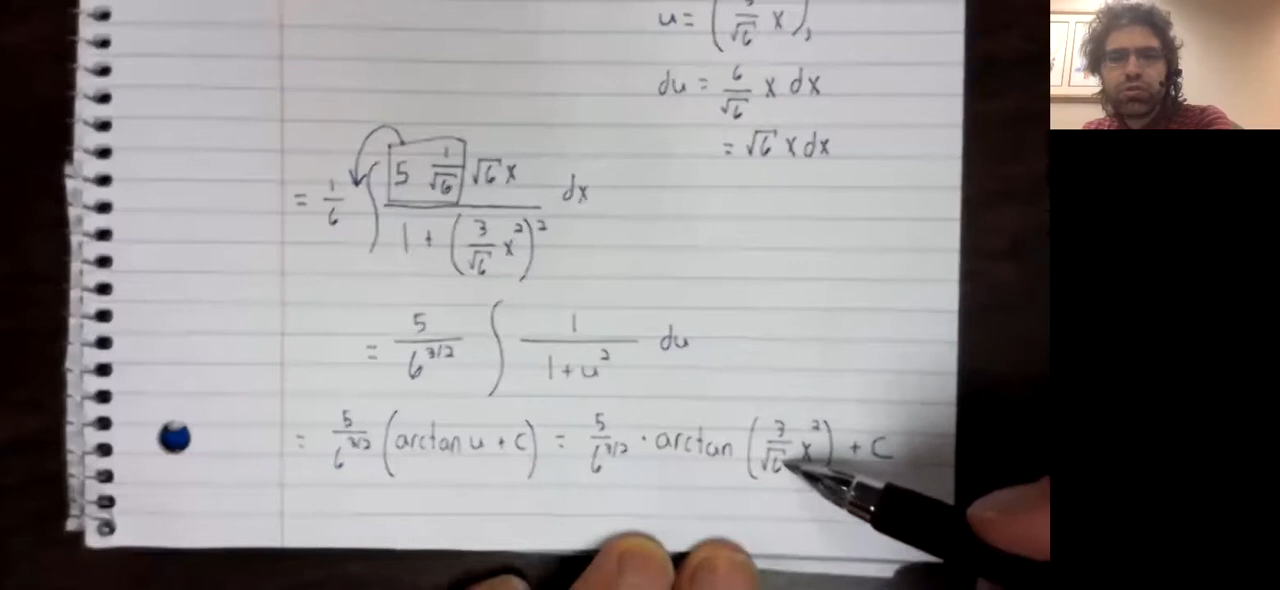 u = (3/√6 x),
du = 6/√6 x dx
= √6 x dx
= 1/6 ∫ (5 1/√6 √6 x)/(1 + (3/√6 x²)²) dx
= 5/6^(3/2) ∫ 1/(1+u²) du
= 5/6^(3/2) (arctan u + C) = 5/6^(3/2) · arctan (3/√6 x²) + C